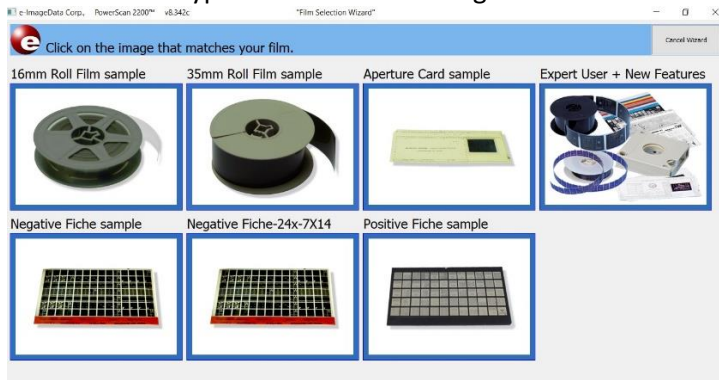 e-ImageData Corp.,   PowerScan 2200™   v8.342c   "Film Selection Wizard"
e Click on the image that matches your film.
Cancel Wizard
16mm Roll Film sample   35mm Roll Film sample   Aperture Card sample   Expert User + New Features
Negative Fiche sample   Negative Fiche-24x-7X14   Positive Fiche sample